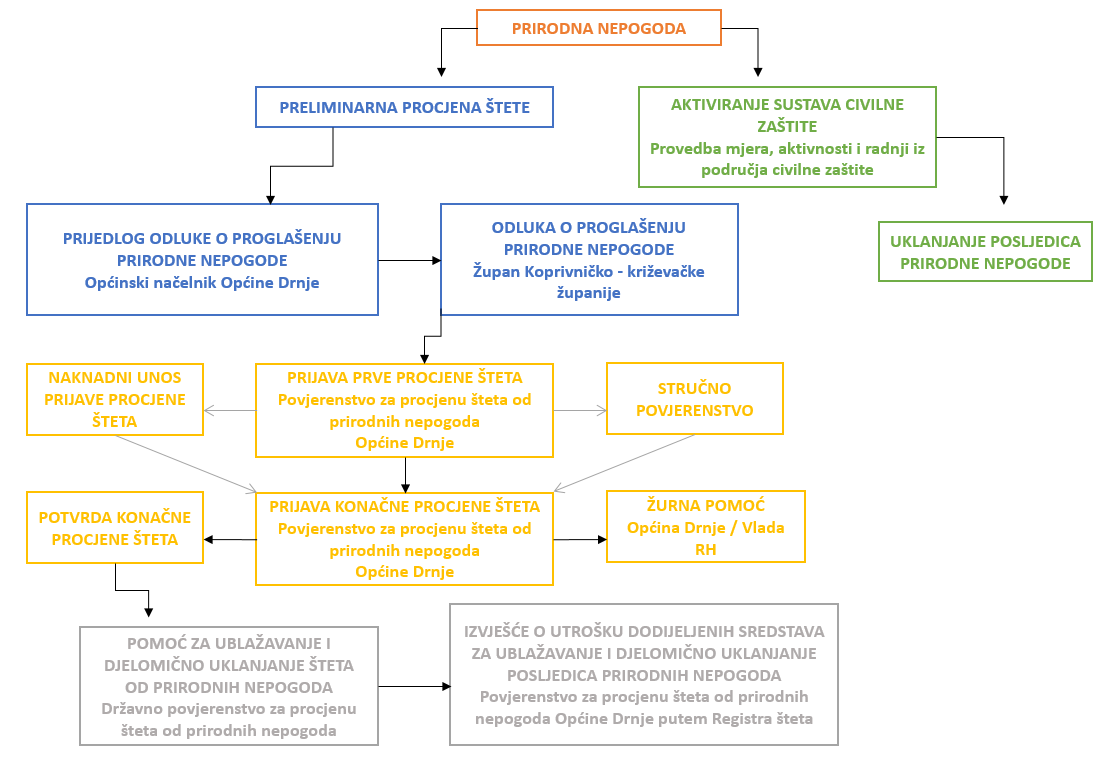 PRIRODNA NEPOGODA
PRELIMINARNA PROCJENA ŠTETE
AKTIVIRANJE SUSTAVA CIVILNE
ZAŠTITE
Provedba mjera, aktivnosti i radnji iz
područja civilne zaštite
PRIJEDLOG ODLUKE O PROGLAŠENJU
PRIRODNE NEPOGODE
Općinski načelnik Općine Drnje
ODLUKA O PROGLAŠENJU
PRIRODNE NEPOGODE
Župan Koprivničko - križevačke
županije
UKLANJANJE POSLJEDICA
PRIRODNE NEPOGODE
NAKNADNI UNOS
PRIJAVE PROCJENE
ŠTETA
PRIJAVA PRVE PROCJENE ŠTETA
Povjerenstvo za procjenu šteta od
prirodnih nepogoda
Općine Drnje
STRUČNO
POVJERENSTVO
POTVRDA KONAČNE
PROCJENE ŠTETA
PRIJAVA KONAČNE PROCJENE ŠTETA
Povjerenstvo za procjenu šteta od
prirodnih nepogoda
Općine Drnje
ŽURNA POMOĆ
Općina Drnje / Vlada
RH
POMOĆ ZA UBLAŽAVANJE I
DJELOMIČNO UKLANJANJE ŠTETA
OD PRIRODNIH NEPOGODA
Državno povjerenstvo za procjenu
šteta od prirodnih nepogoda
IZVJEŠĆE O UTROŠKU DODIJELJENIH SREDSTAVA
ZA UBLAŽAVANJE I DJELOMIČNO UKLANJANJE
POSLJEDICA PRIRODNIH NEPOGODA
Povjerenstvo za procjenu šteta od prirodnih
nepogoda Općine Drnje putem Registra šteta